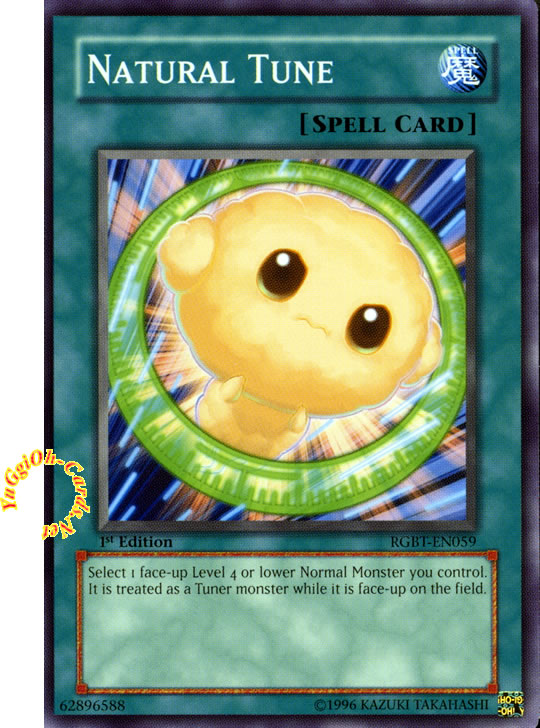 NATURAL TUNE
SPELL
魔
[SPELL CARD]
YuGgiOh-Cards.Net
1st Edition
RGBT-EN059
Select 1 face-up Level 4 or lower Normal Monster you control.
It is treated as a Tuner monster while it is face-up on the field.
62896588
©1996 KAZUKI TAKAHASHI